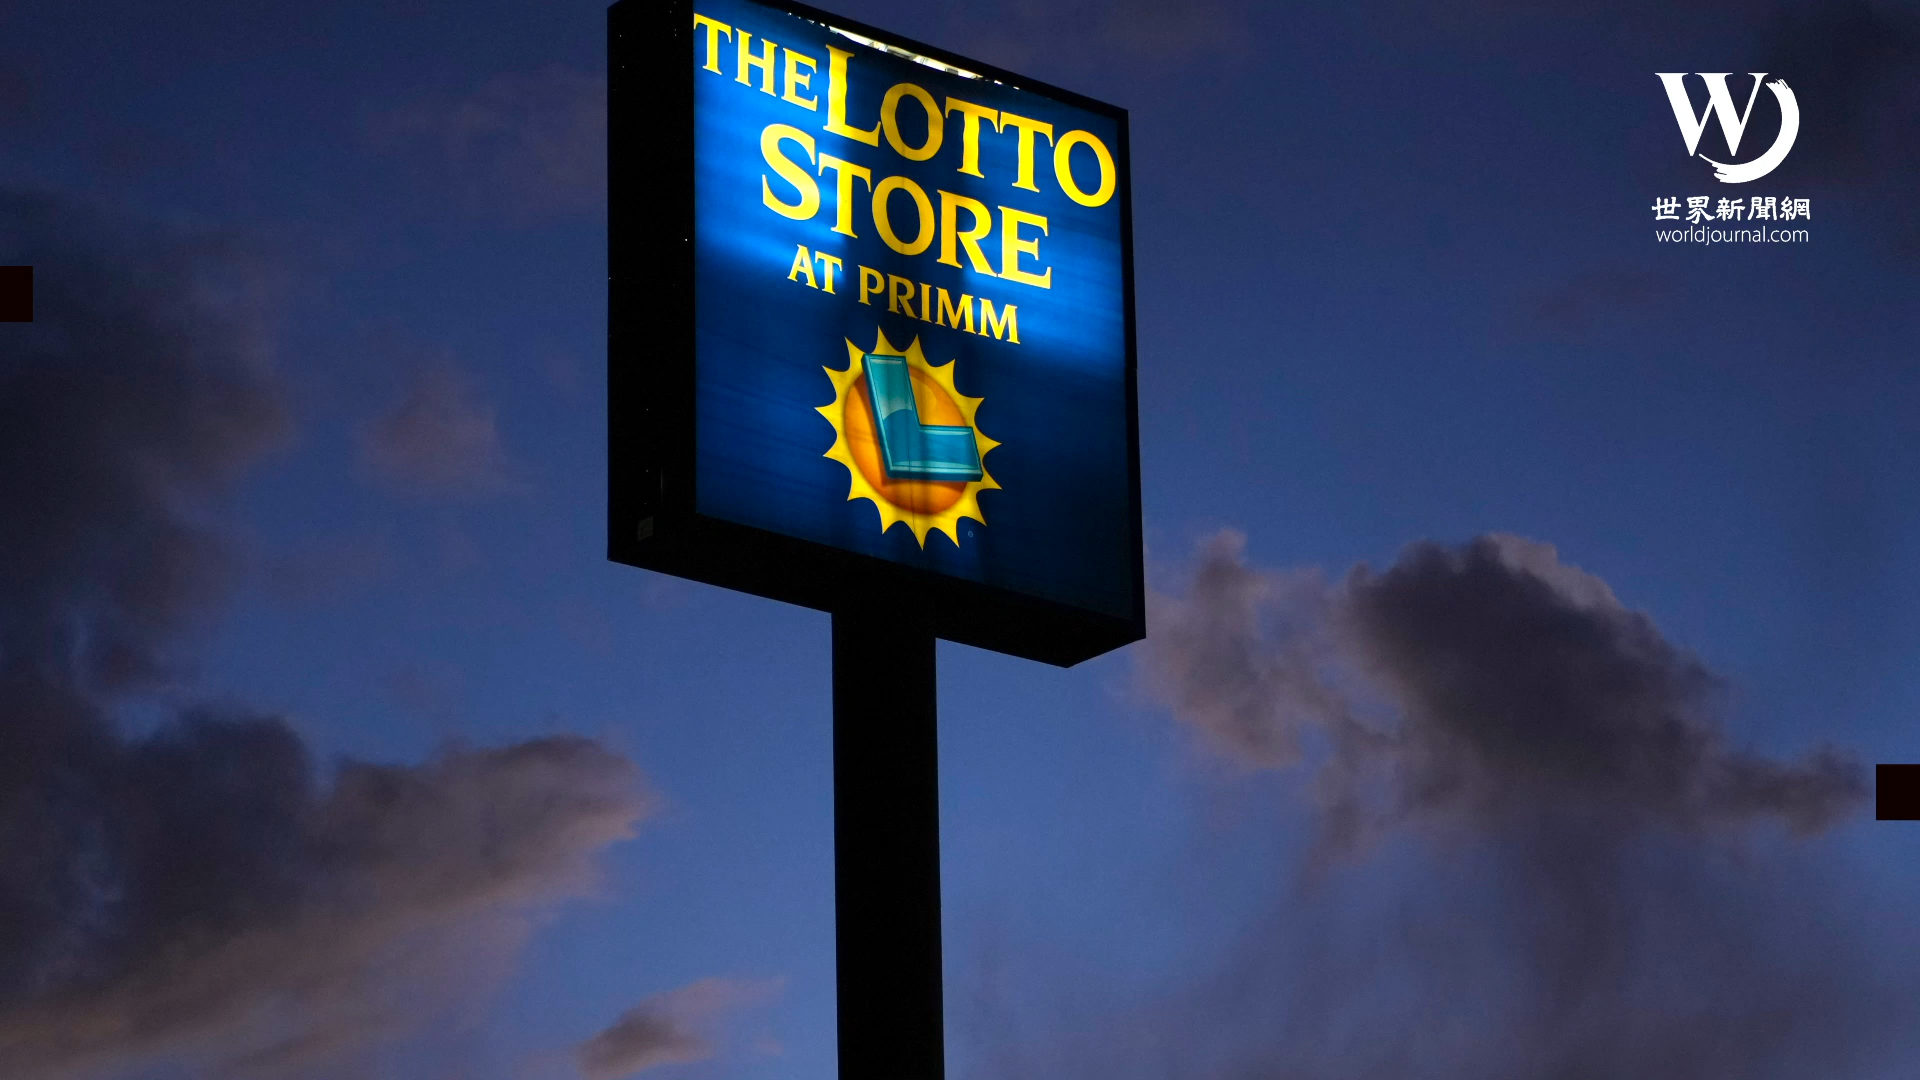 THE LOTTO
STORE
AT PRIMM
L
W
世界新聞網
worldjournal.com